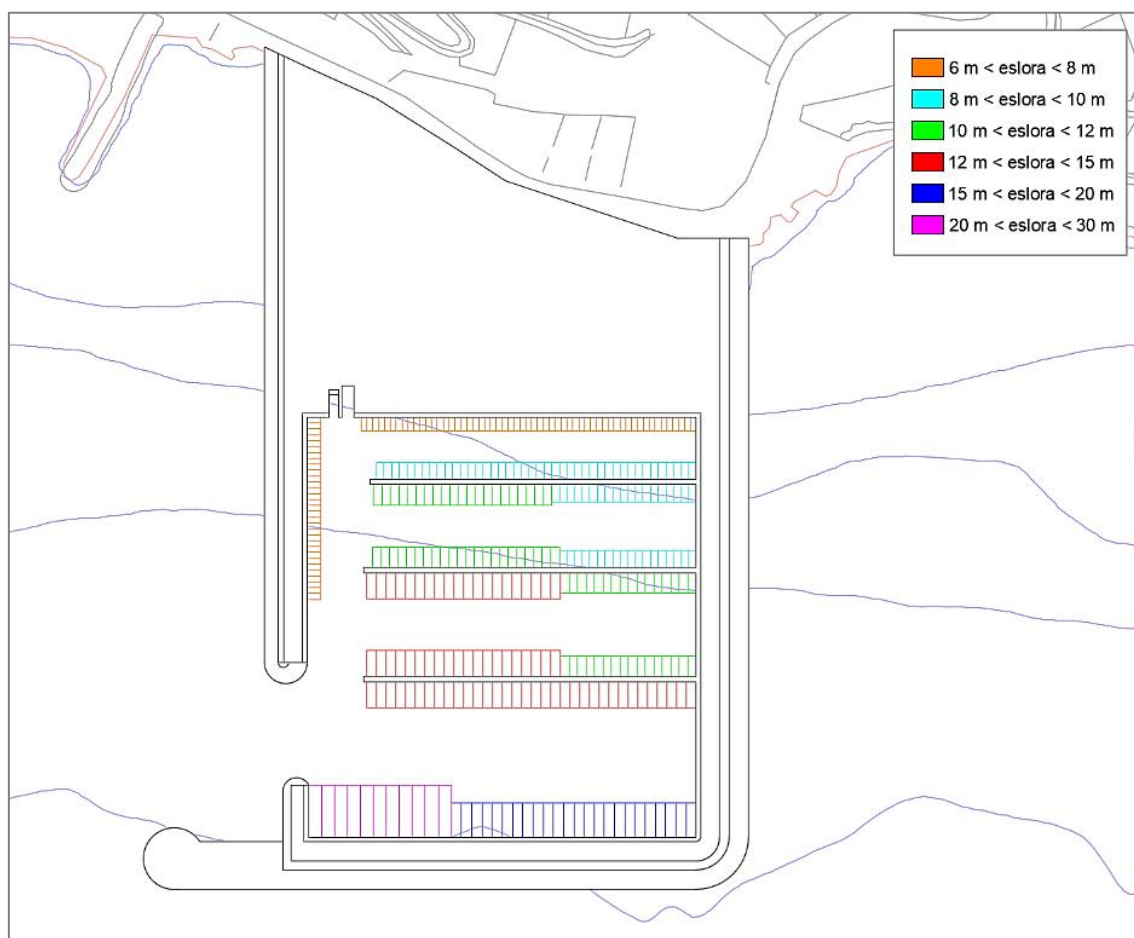 6 m < eslora < 8 m
8 m < eslora < 10 m
10 m < eslora < 12 m
12 m < eslora < 15 m
15 m < eslora < 20 m
20 m < eslora < 30 m